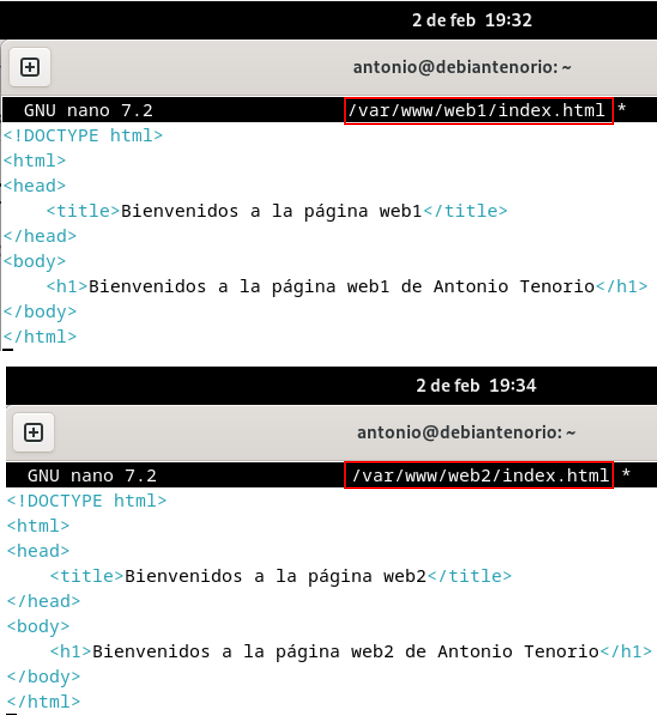 2 de feb 19:32
antonio@debiantenorio: ~
GNU nano 7.2 /var/www/web1/index.html *
<!DOCTYPE html>
<html>
<head>
    <title>Bienvenidos a la página web1</title>
</head>
<body>
    <h1>Bienvenidos a la página web1 de Antonio Tenorio</h1>
</body>
</html>
2 de feb 19:34
antonio@debiantenorio: ~
GNU nano 7.2 /var/www/web2/index.html *
<!DOCTYPE html>
<html>
<head>
    <title>Bienvenidos a la página web2</title>
</head>
<body>
    <h1>Bienvenidos a la página web2 de Antonio Tenorio</h1>
</body>
</html>